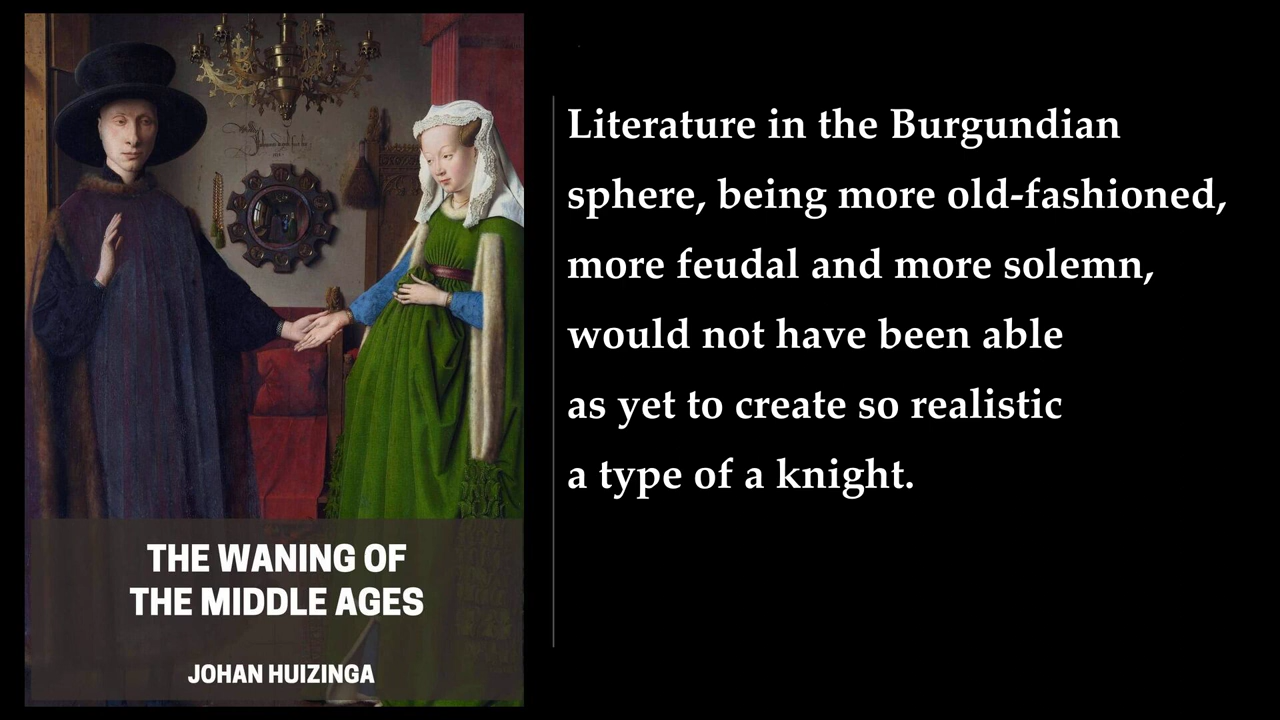 THE WANING OF
THE MIDDLE AGES
JOHAN HUIZINGA
Literature in the Burgundian
sphere, being more old-fashioned,
more feudal and more solemn,
would not have been able
as yet to create so realistic
a type of a knight.